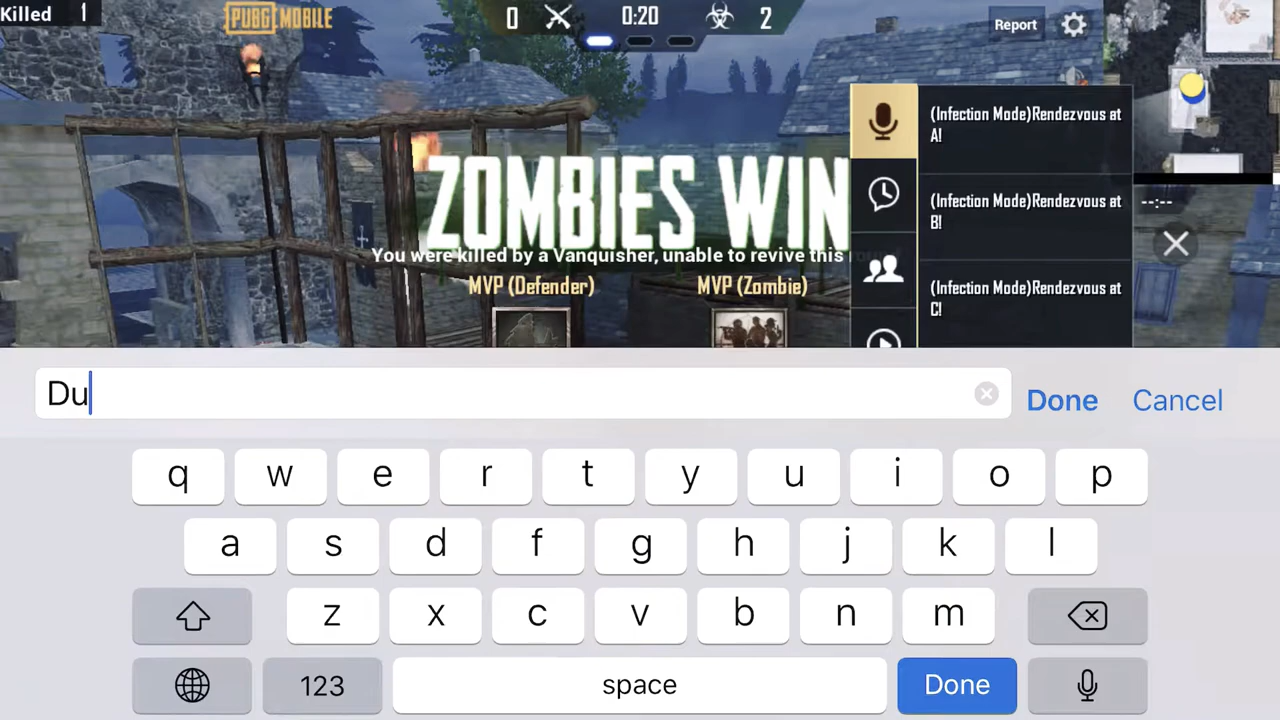 Killed 1
PUBG MOBILE
0 0:20 2
Report
(Infection Mode)Rendezvous at
A!
(Infection Mode)Rendezvous at
B!
(Infection Mode)Rendezvous at
C!
--:--
ZOMBIES WIN
You were killed by a Vanquisher, unable to revive this
MVP (Defender) MVP (Zombie)
Du
Done Cancel
q w e r t y u i o p
a s d f g h j k l
z x c v b n m
123 space Done